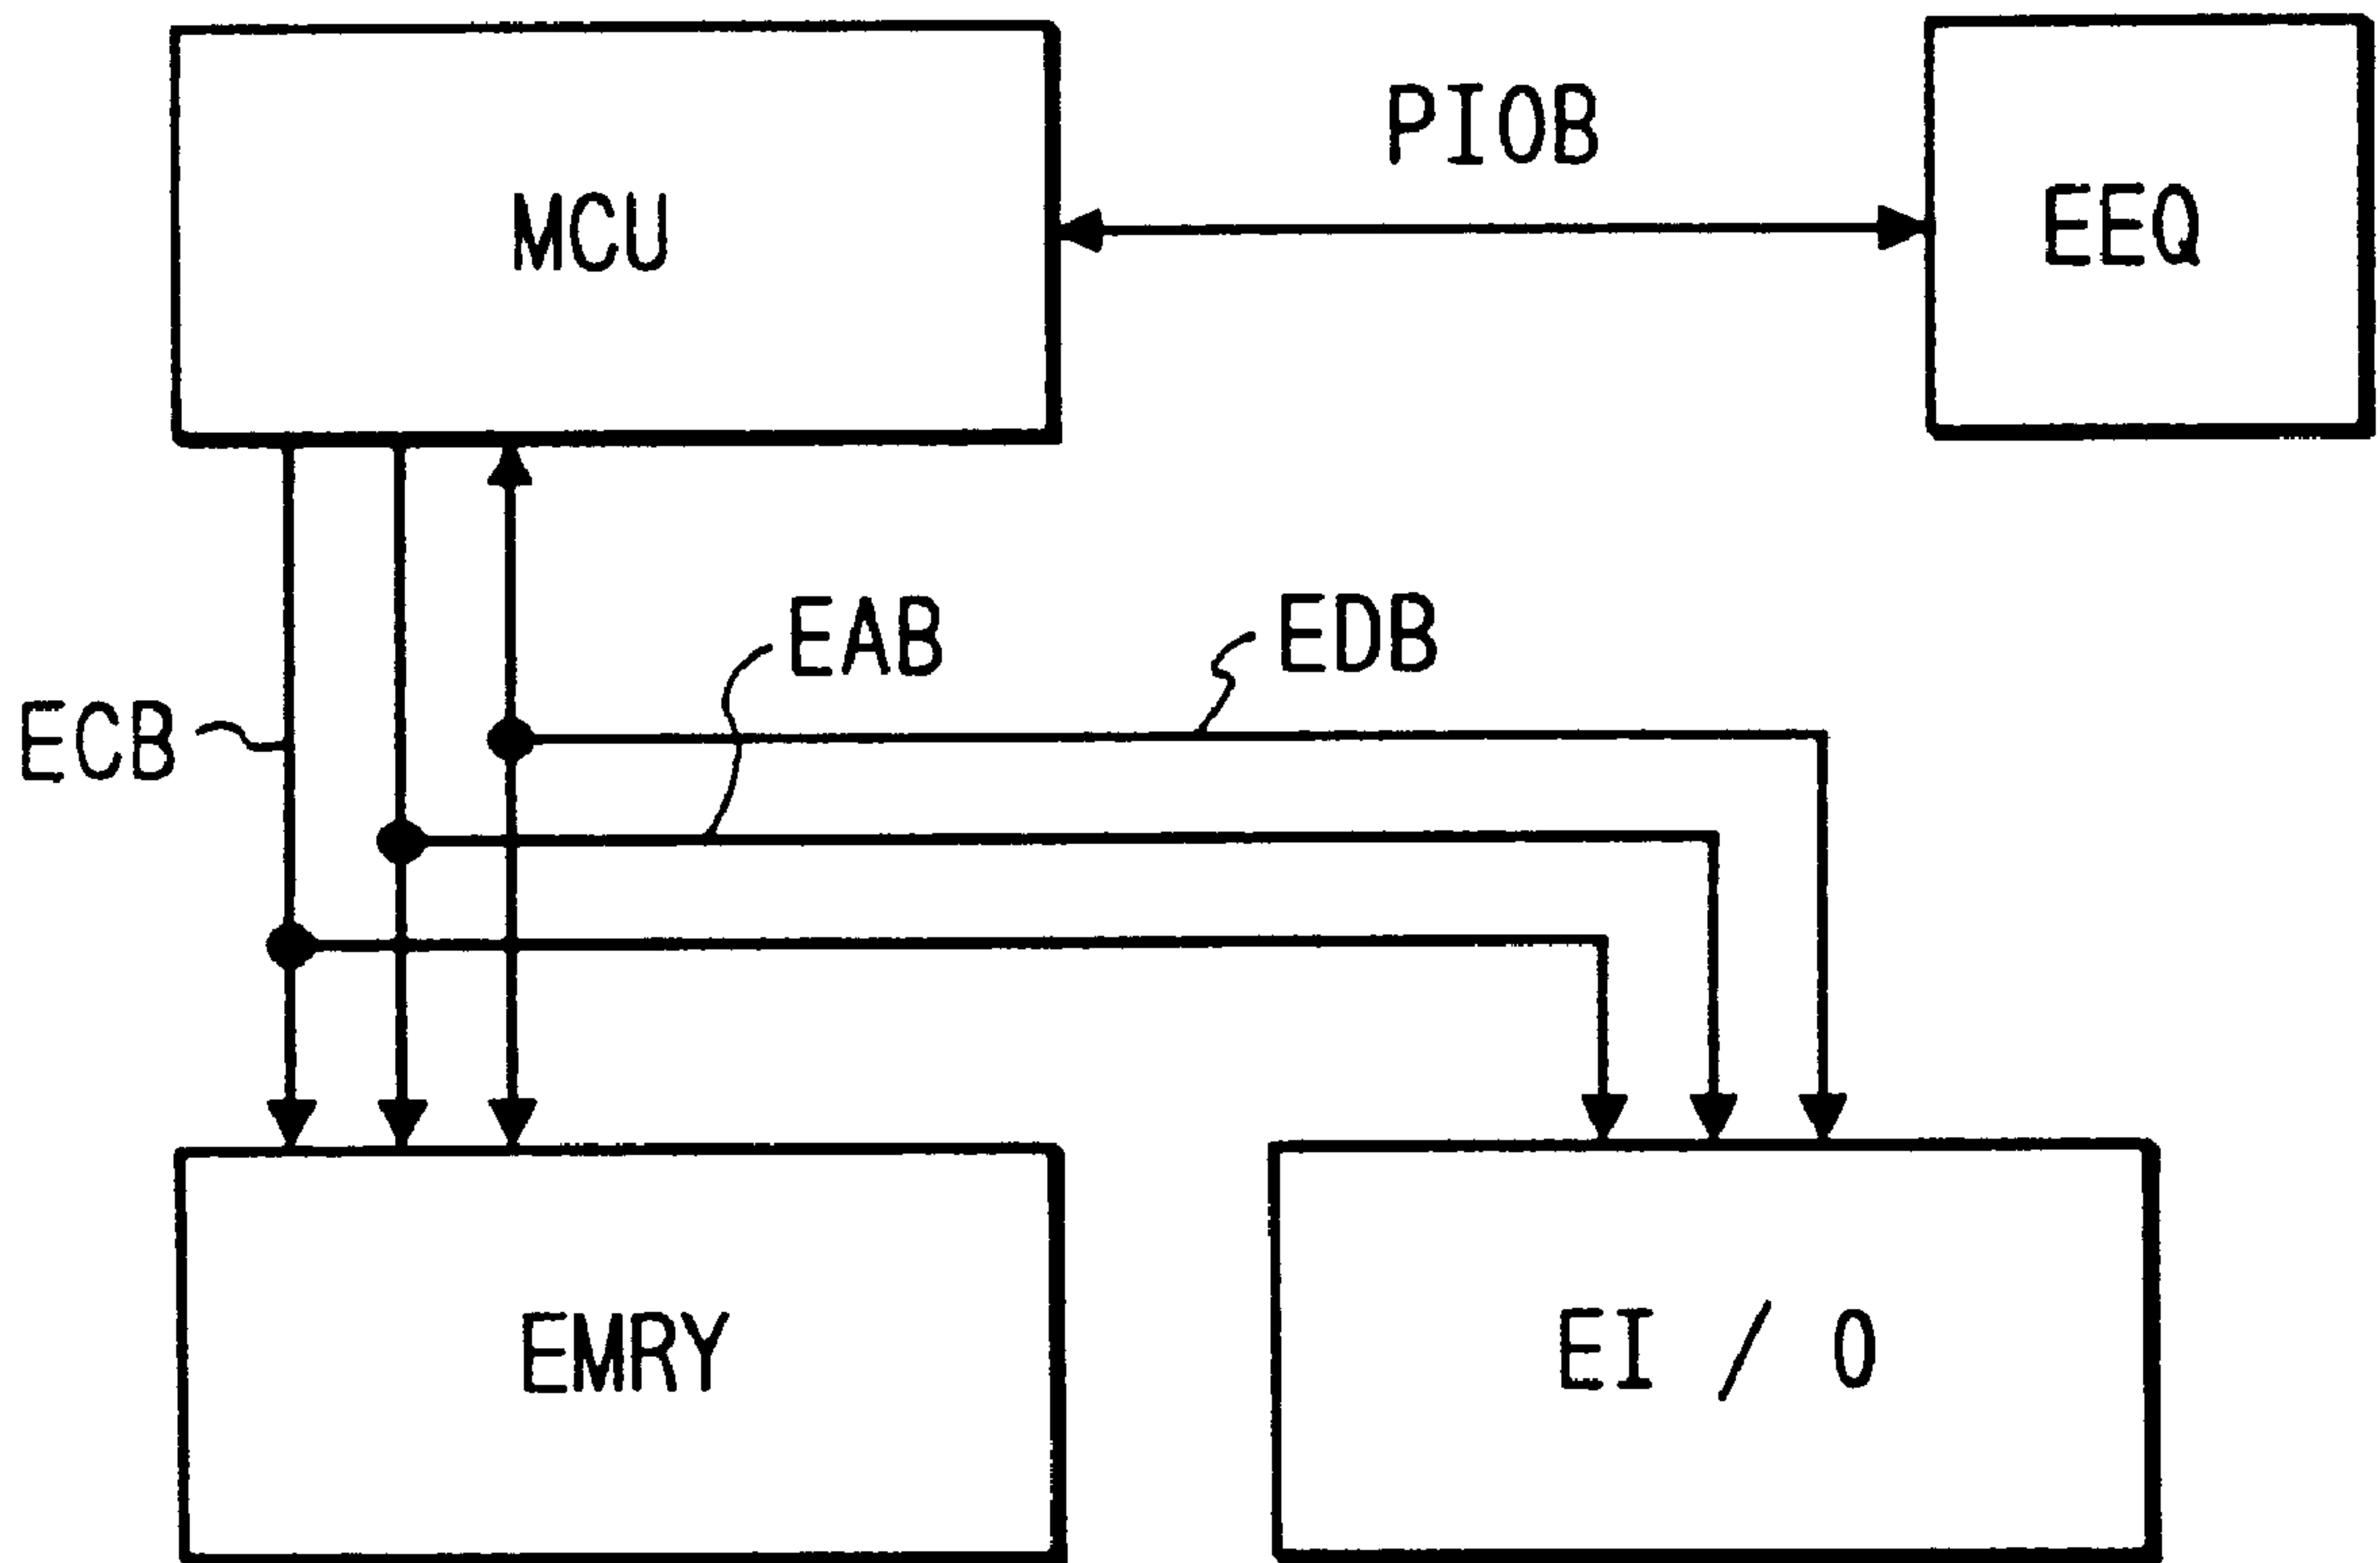 PIOB
MCU
EEQ
EAB
EDB
ECB
EMRY
EI / O